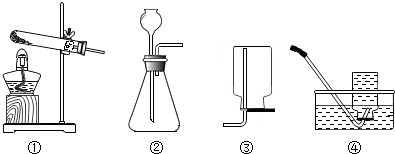 ① ② ③ ④